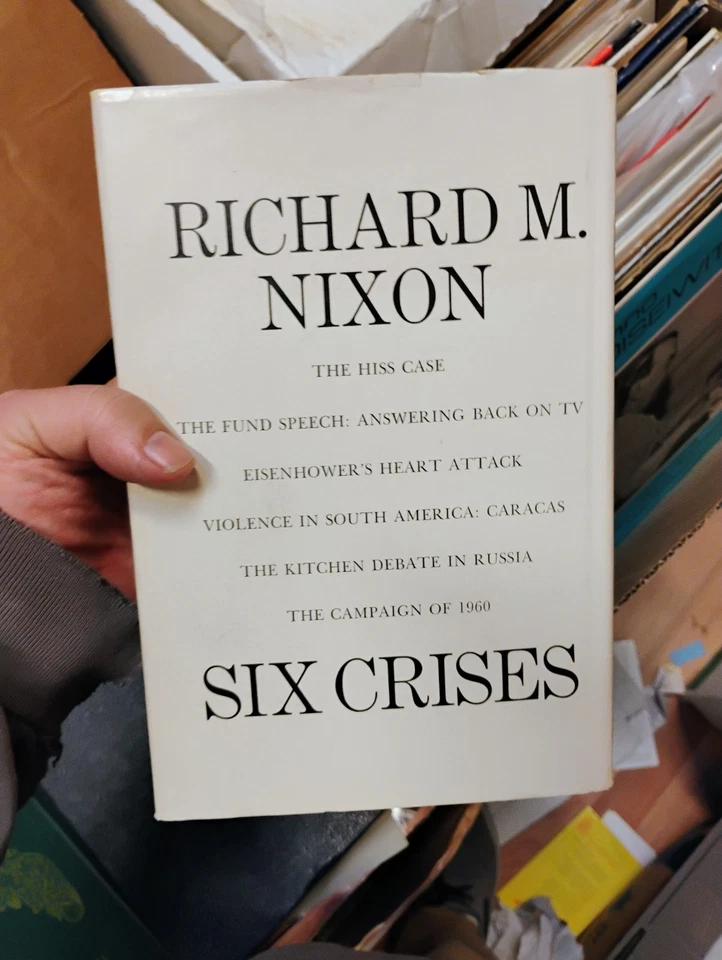 RICHARD M.
NIXON
THE HISS CASE
THE FUND SPEECH: ANSWERING BACK ON TV
EISENHOWER'S HEART ATTACK
VIOLENCE IN SOUTH AMERICA: CARACAS
THE KITCHEN DEBATE IN RUSSIA
THE CAMPAIGN OF 1960
SIX CRISES